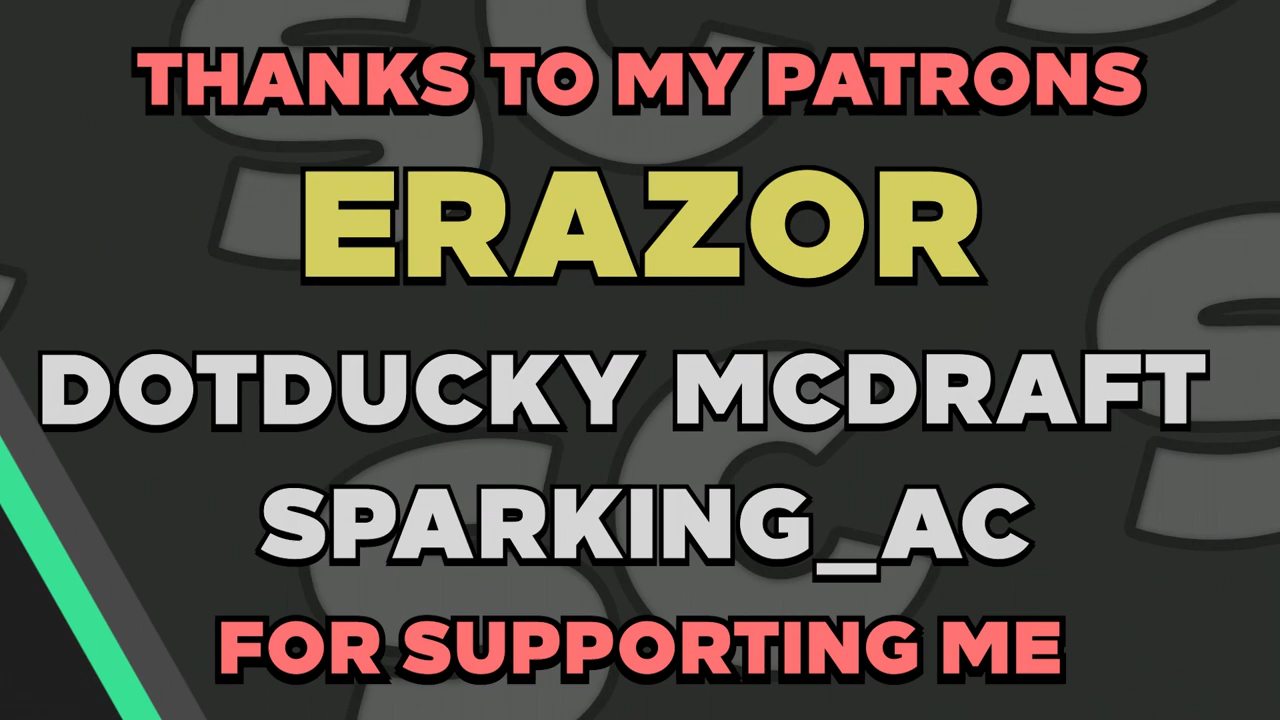 THANKS TO MY PATRONS
ERAZOR
DOTDUCKY MCDRAFT
SPARKING_AC
FOR SUPPORTING ME